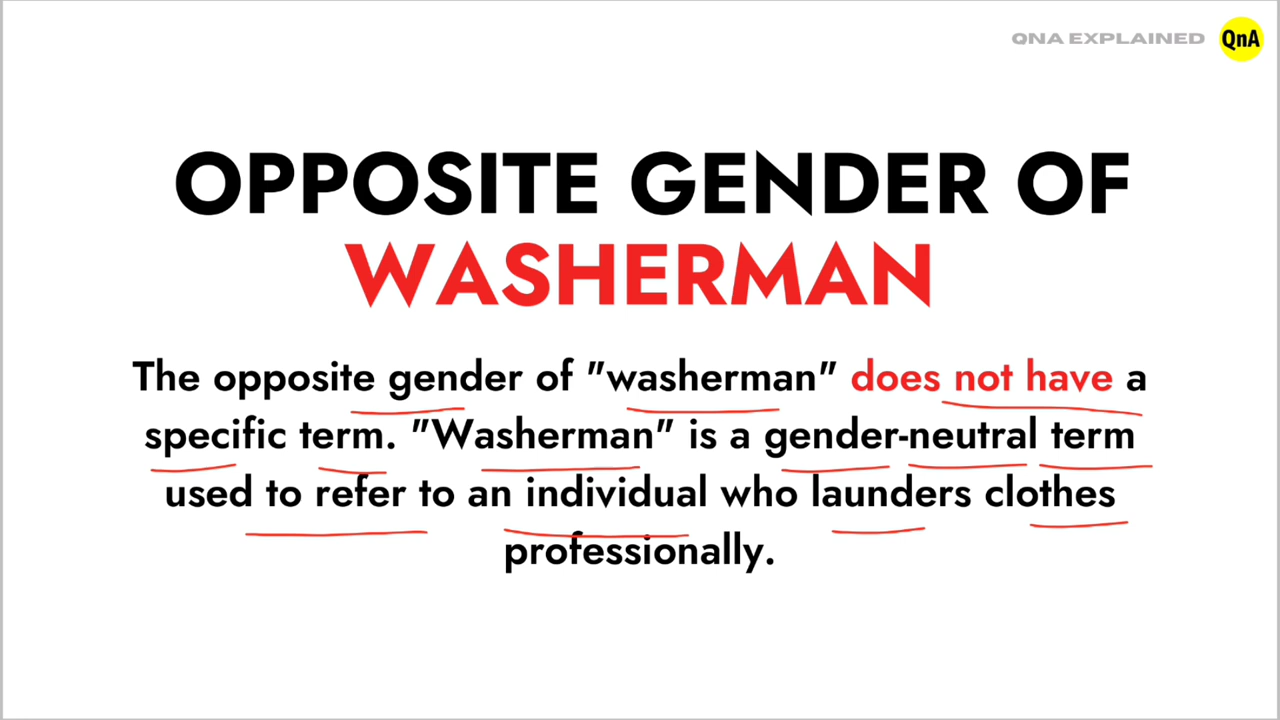 QNA EXPLAINED QnA
OPPOSITE GENDER OF
WASHERMAN
The opposite gender of "washerman" does not have a
specific term. "Washerman" is a gender-neutral term
used to refer to an individual who launders clothes
professionally.